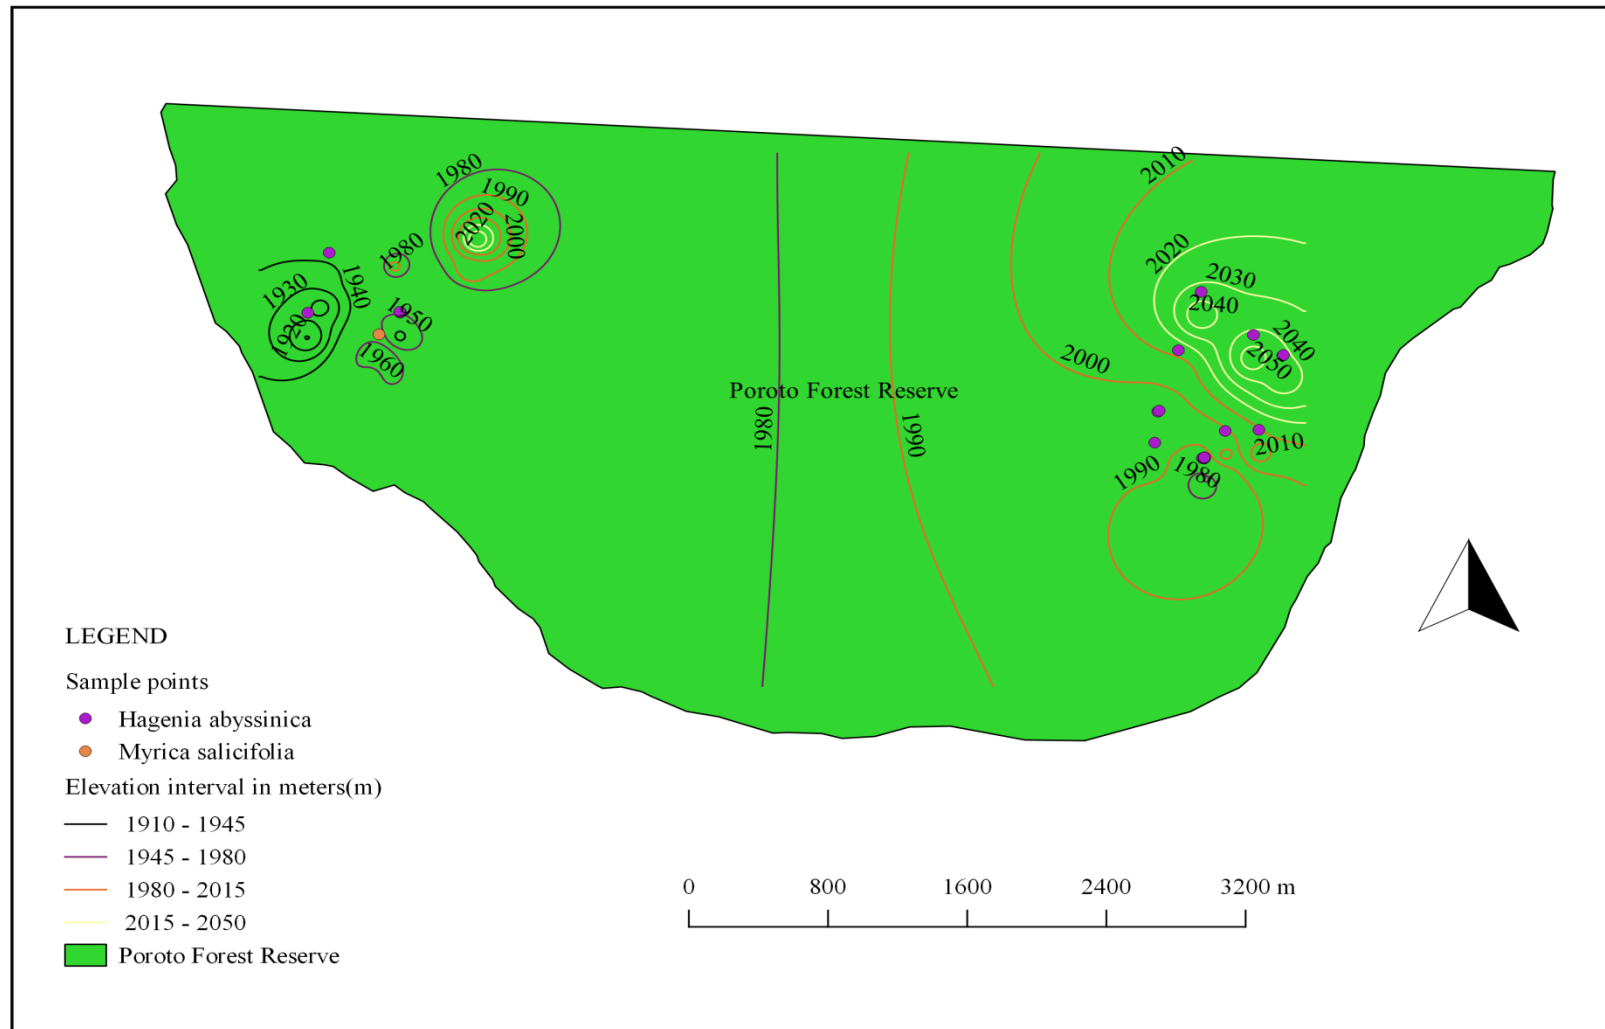 2010
1980
1990
2020
2000
1980
2020
2030
1940
1930
2040
1950
1920
2040
2050
1960
2000
Poroto Forest Reserve
1980
1990
2010
1990
1980
LEGEND
Sample points
Hagenia abyssinica
Myrica salicifolia
Elevation interval in meters(m)
1910 - 1945
1945 - 1980
1980 - 2015
2015 - 2050
Poroto Forest Reserve
0 800 1600 2400 3200 m